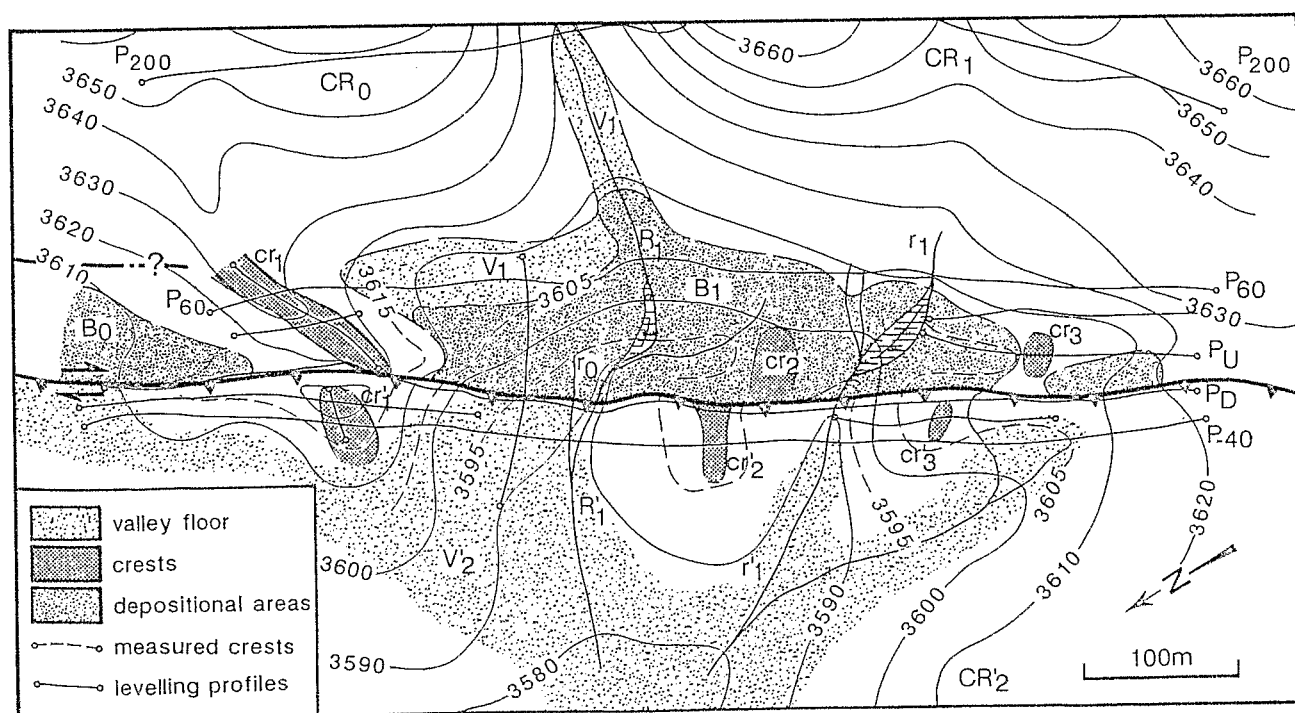 P200
3650
CR0
3660
CR1
P200
3660
3640
V1
3650
3640
3630
3620
3610
?
cr1
R1
r1
V1
3615
3605
B1
P60
P60
3630
B0
r0
cr2
cr3
PU
cr'1
PD
3595
cr'2
cr'3
P-40
R'1
3595
3605
3620
V'2
3600
r'1
3590
3600
3610
N
3590
3580
CR'2
100m
valley floor
crests
depositional areas
measured crests
levelling profiles